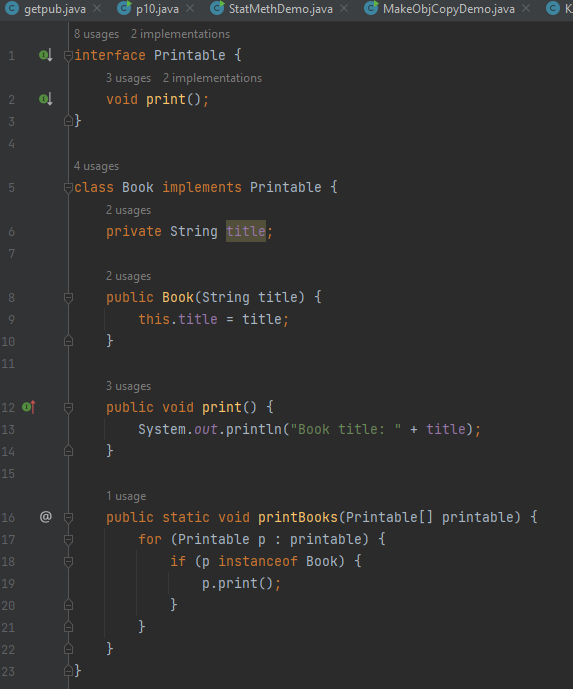 getpub.java × p10.java × StatMethDemo.java × MakeObjCopyDemo.java × K
8 usages 2 implementations
1 interface Printable {
3 usages 2 implementations
2 void print();
3 }
4
4 usages
5 class Book implements Printable {
2 usages
6 private String title;
7
2 usages
8 public Book(String title) {
9 this.title = title;
10 }
11
3 usages
12 public void print() {
13 System.out.println("Book title: " + title);
14 }
15
1 usage
16 @ public static void printBooks(Printable[] printable) {
17 for (Printable p : printable) {
18 if (p instanceof Book) {
19 p.print();
20 }
21 }
22 }
23 }